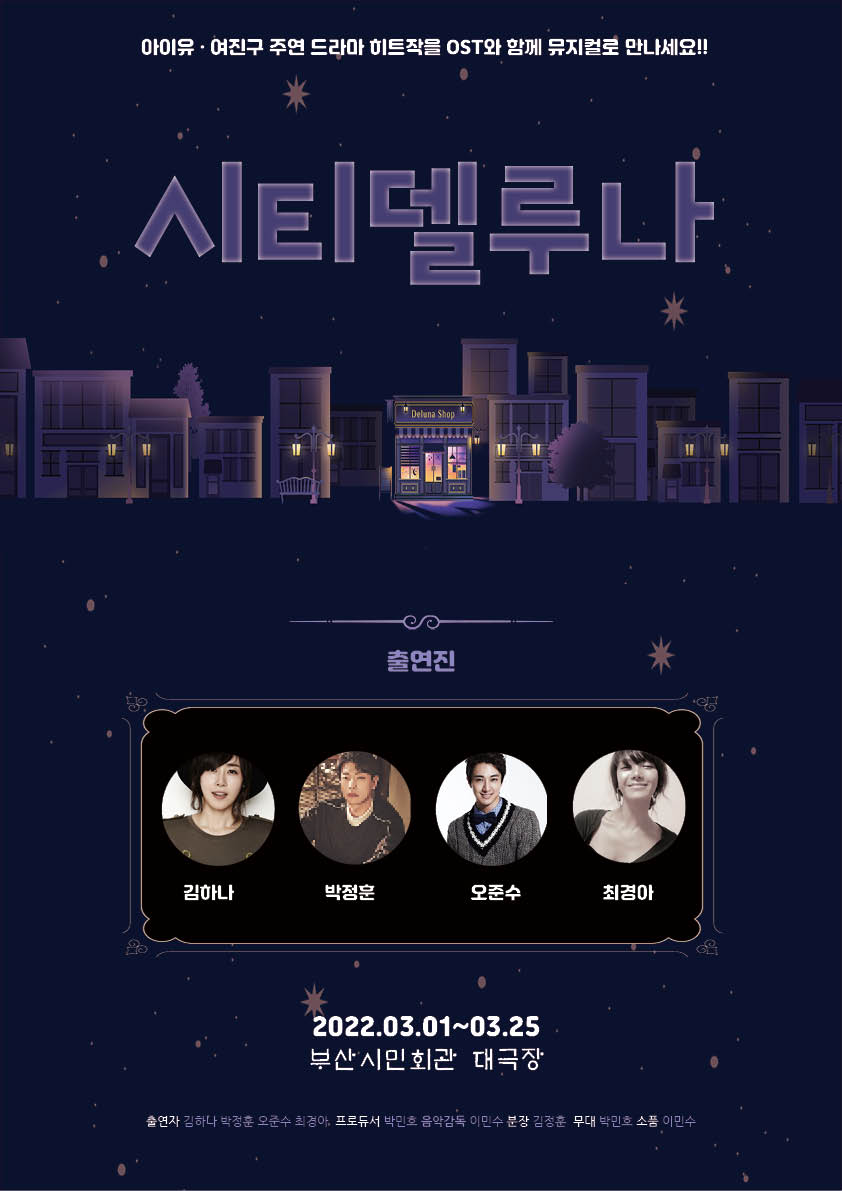 아이유 · 여진구 주연 드라마 히트작을 OST와 함께 뮤지컬로 만나세요!!
시티델루나
Deluna Shop
출연진
김하나 박정훈 오준수 최경아
2022.03.01~03.25
부산시민회관 대극장
출연자 김하나 박정훈 오준수 최경아, 프로듀서 박민호 음악감독 이민수 분장 김정훈 무대 박민호 소품 이민수